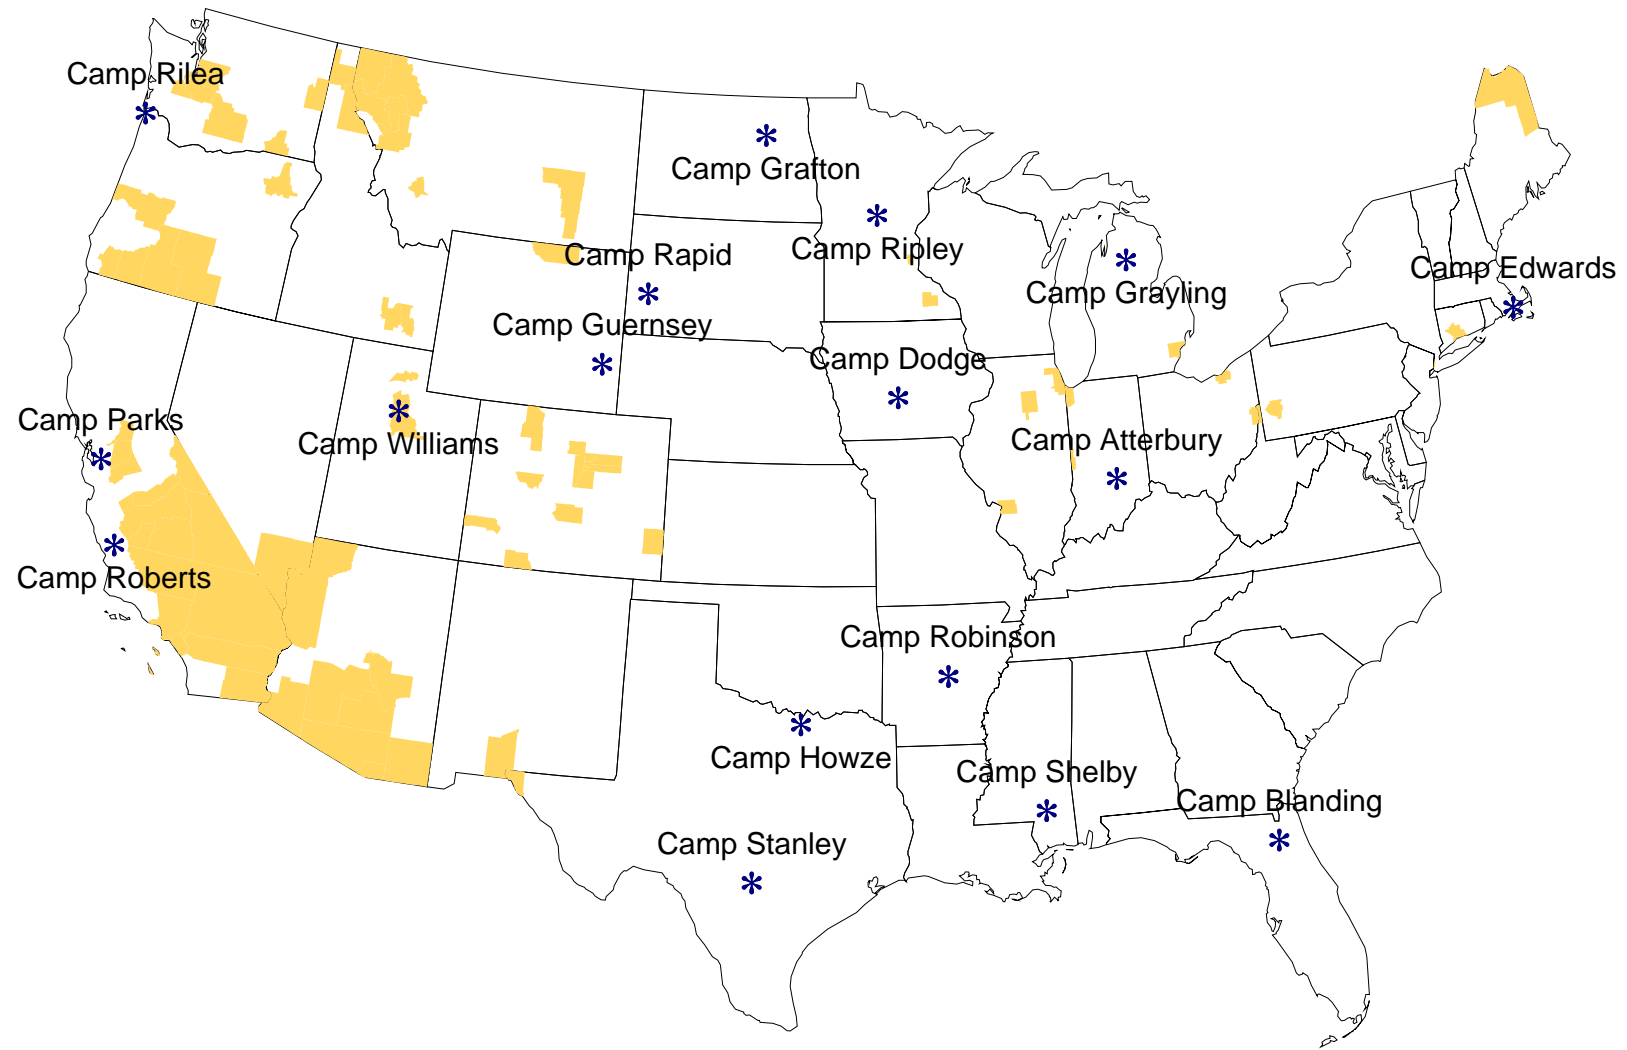 Camp Rilea
Camp Grafton
Camp Ripley
Camp Rapid
Camp Edwards
Camp Grayling
Camp Guernsey
Camp Dodge
Camp Parks
Camp Williams
Camp Atterbury
Camp Roberts
Camp Robinson
Camp Howze
Camp Shelby
Camp Blanding
Camp Stanley